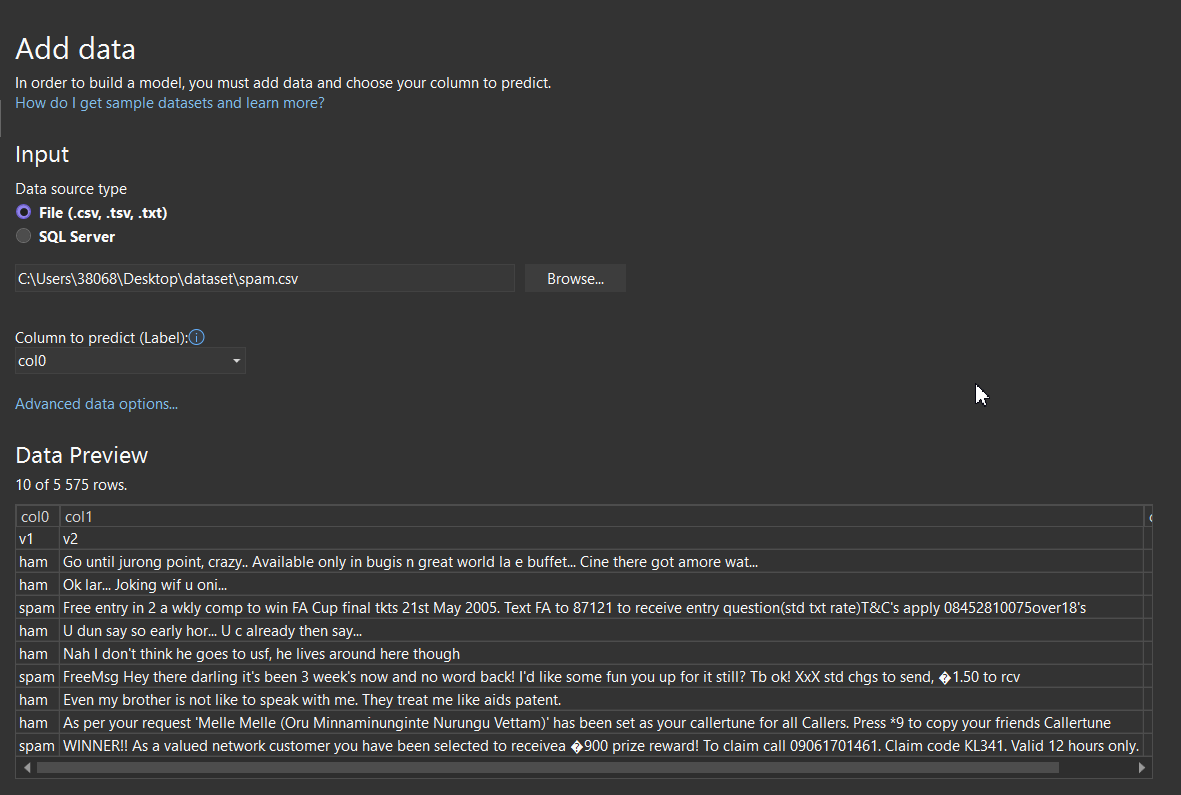 Add data
In order to build a model, you must add data and choose your column to predict.
How do I get sample datasets and learn more?
Input
Data source type
File (.csv, .tsv, .txt)
SQL Server
C:\Users\38068\Desktop\dataset\spam.csv Browse...
Column to predict (Label):
col0
Advanced data options...
Data Preview
10 of 5 575 rows.
col0 col1
v1 v2
ham Go until jurong point, crazy.. Available only in bugis n great world la e buffet... Cine there got amore wat...
ham Ok lar... Joking wif u oni...
spam Free entry in 2 a wkly comp to win FA Cup final tkts 21st May 2005. Text FA to 87121 to receive entry question(std txt rate)T&C's apply 08452810075over18's
ham U dun say so early hor... U c already then say...
ham Nah I don't think he goes to usf, he lives around here though
spam FreeMsg Hey there darling it's been 3 week's now and no word back! I'd like some fun you up for it still? Tb ok! XxX std chgs to send, �1.50 to rcv
ham Even my brother is not like to speak with me. They treat me like aids patent.
ham As per your request 'Melle Melle (Oru Minnaminunginte Nurungu Vettam)' has been set as your callertune for all Callers. Press *9 to copy your friends Callertune
spam WINNER!! As a valued network customer you have been selected to receivea �900 prize reward! To claim call 09061701461. Claim code KL341. Valid 12 hours only.